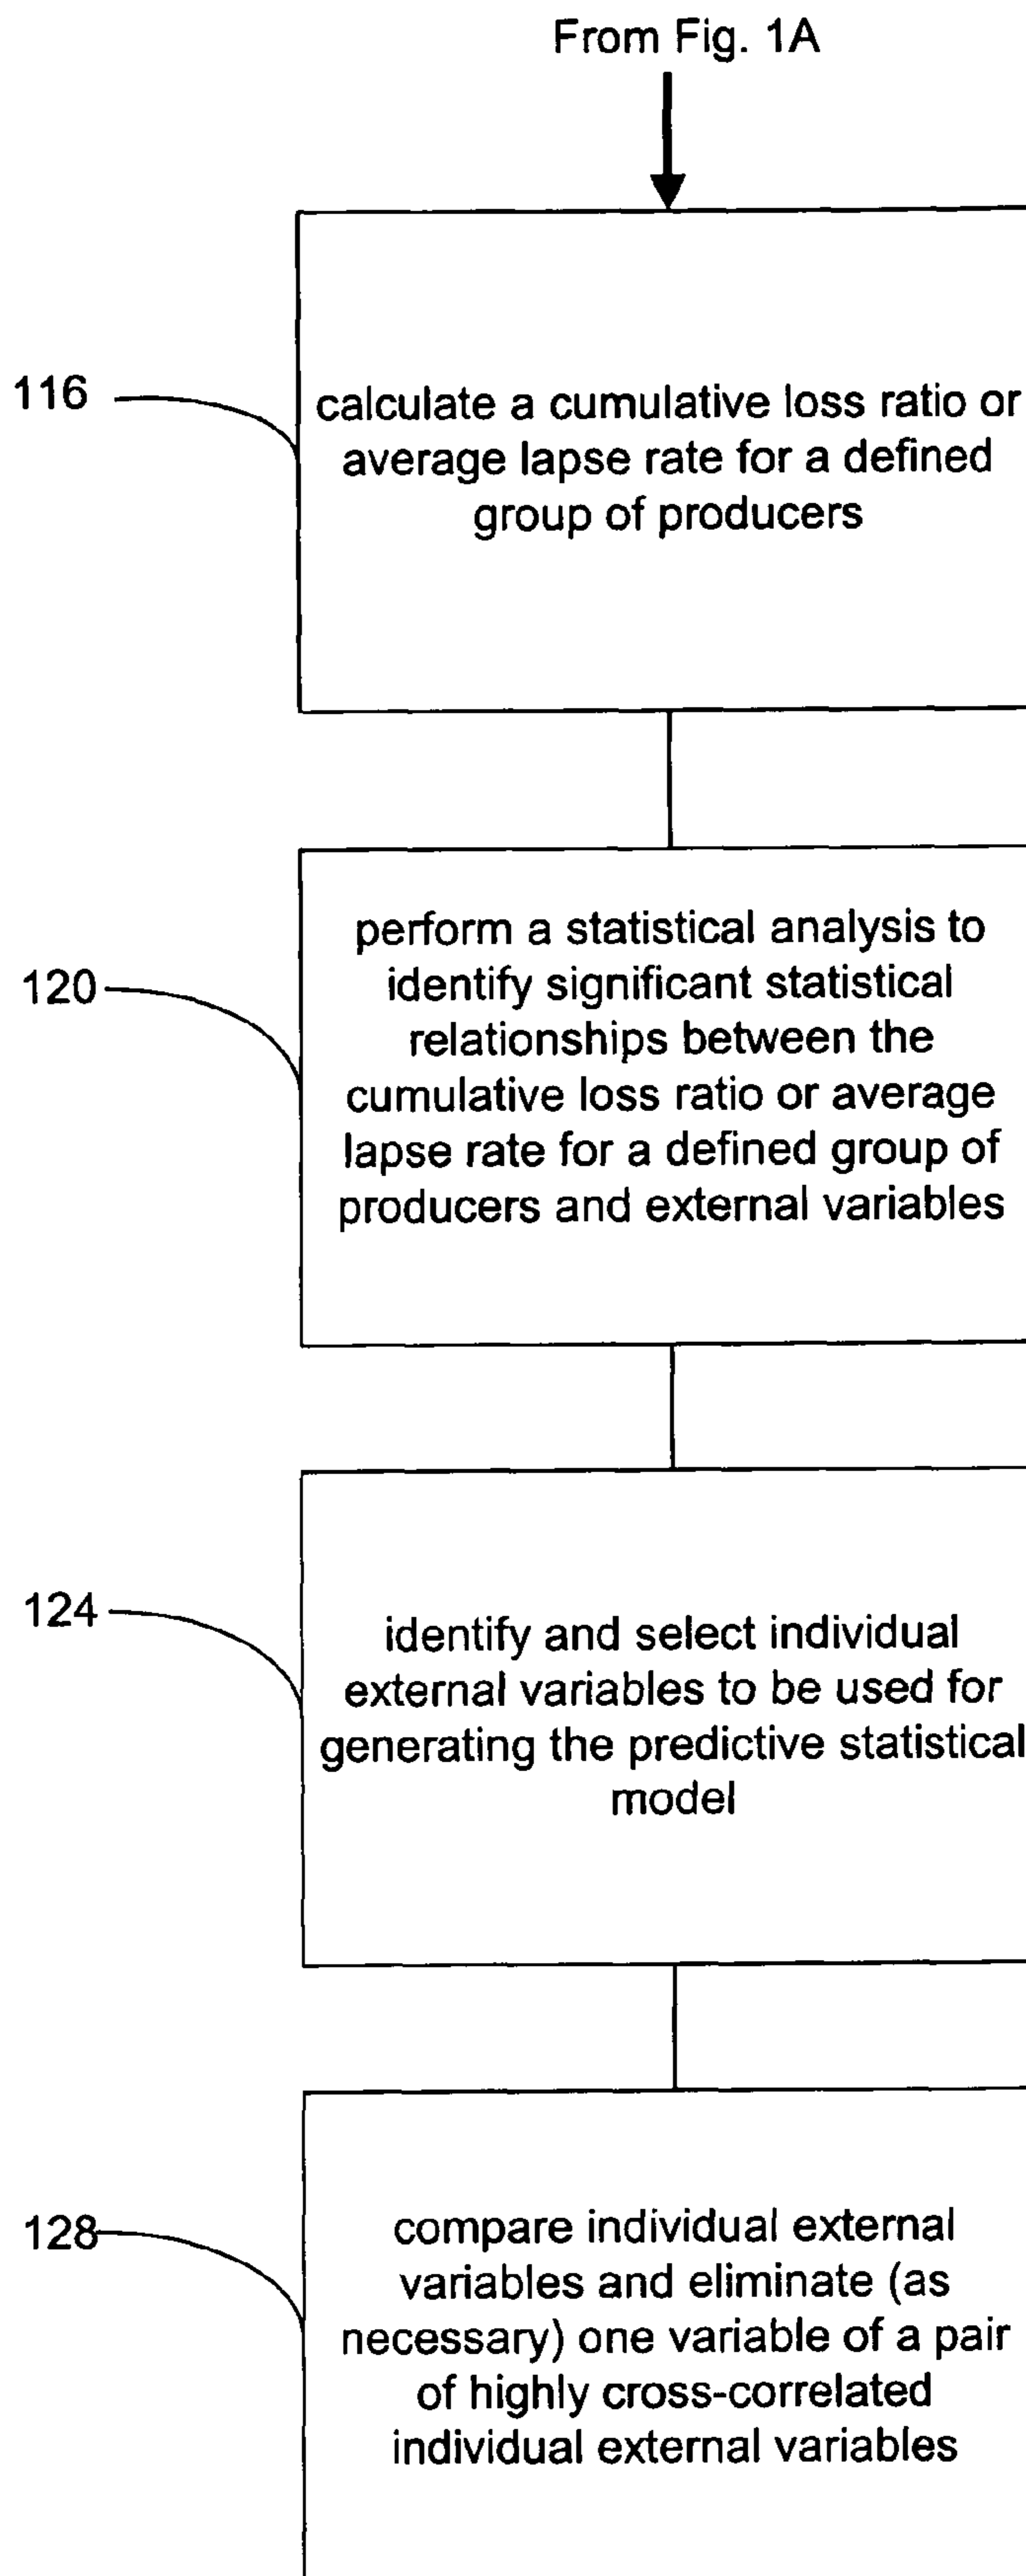 From Fig. 1A
116
calculate a cumulative loss ratio or
average lapse rate for a defined
group of producers
120
perform a statistical analysis to
identify significant statistical
relationships between the
cumulative loss ratio or average
lapse rate for a defined group of
producers and external variables
124
identify and select individual
external variables to be used for
generating the predictive statistical
model
128
compare individual external
variables and eliminate (as
necessary) one variable of a pair
of highly cross-correlated
individual external variables